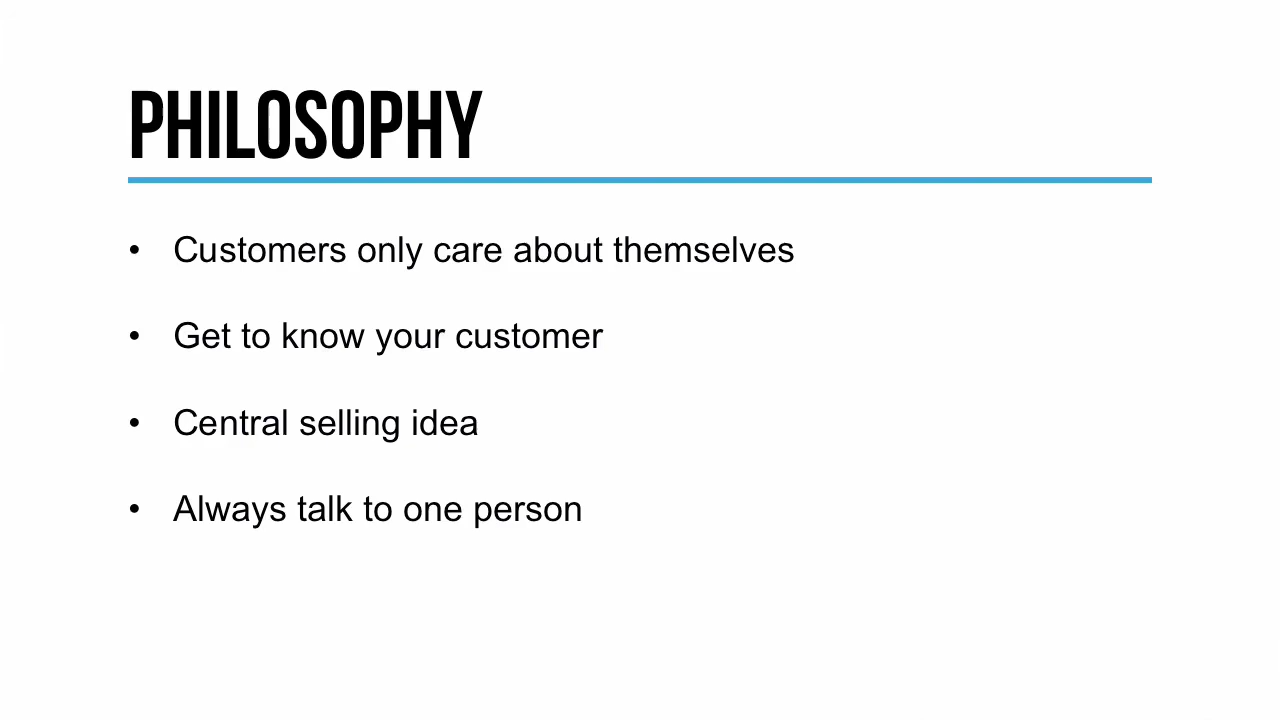 PHILOSOPHY
• Customers only care about themselves
• Get to know your customer
• Central selling idea
• Always talk to one person